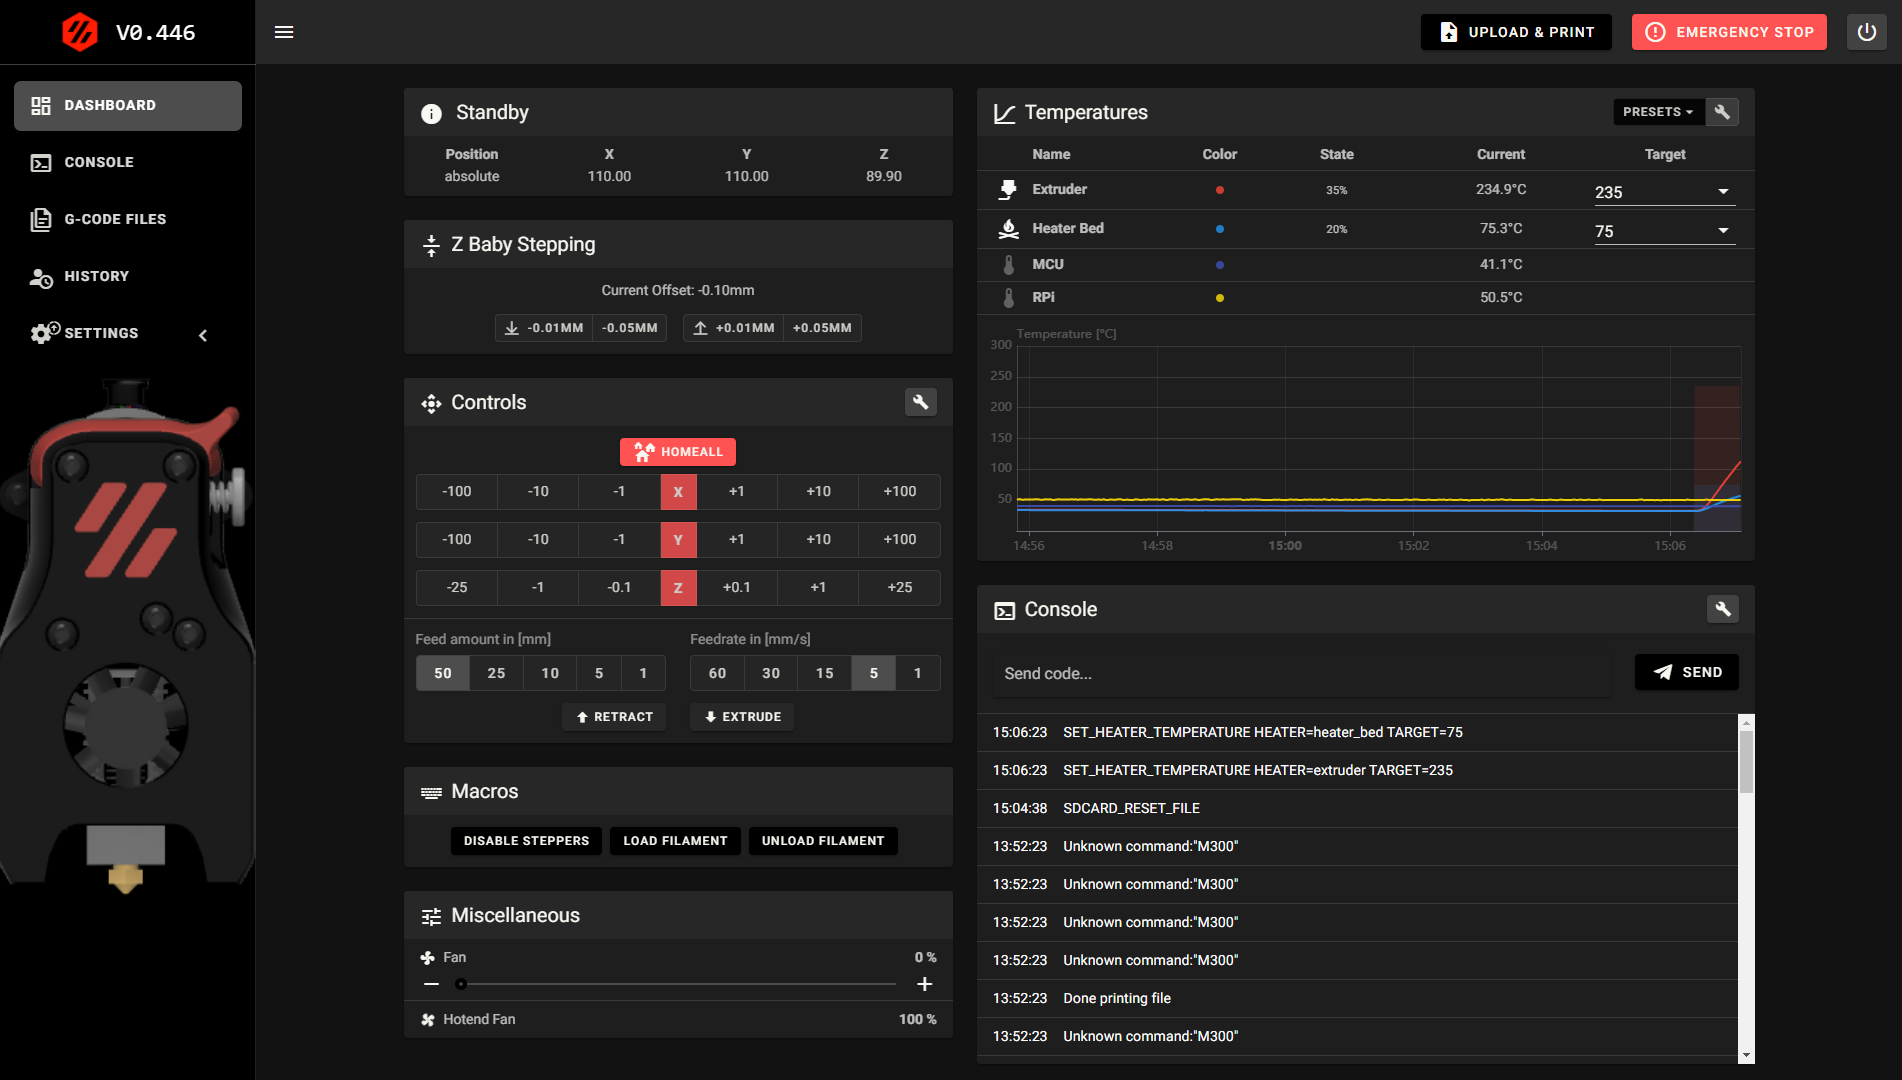 V0.446
UPLOAD & PRINT
EMERGENCY STOP
DASHBOARD
CONSOLE
G-CODE FILES
HISTORY
SETTINGS
Standby
Position X Y Z
absolute 110.00 110.00 89.90
Z Baby Stepping
Current Offset: -0.10mm
-0.01MM -0.05MM +0.01MM +0.05MM
Controls
HOMEALL
-100 -10 -1 X +1 +10 +100
-100 -10 -1 Y +1 +10 +100
-25 -1 -0.1 Z +0.1 +1 +25
Feed amount in [mm] Feedrate in [mm/s]
50 25 10 5 1 60 30 15 5 1
RETRACT EXTRUDE
Macros
DISABLE STEPPERS LOAD FILAMENT UNLOAD FILAMENT
Miscellaneous
Fan 0 %
Hotend Fan 100 %
Temperatures PRESETS
Name Color State Current Target
Extruder 35% 234.9°C 235
Heater Bed 20% 75.3°C 75
MCU 41.1°C
RPi 50.5°C
Temperature [°C]
300
250
200
150
100
50
14:56 14:58 15:00 15:02 15:04 15:06
Console
Send code... SEND
15:06:23 SET_HEATER_TEMPERATURE HEATER=heater_bed TARGET=75
15:06:23 SET_HEATER_TEMPERATURE HEATER=extruder TARGET=235
15:04:38 SDCARD_RESET_FILE
13:52:23 Unknown command:"M300"
13:52:23 Unknown command:"M300"
13:52:23 Unknown command:"M300"
13:52:23 Unknown command:"M300"
13:52:23 Done printing file
13:52:23 Unknown command:"M300"